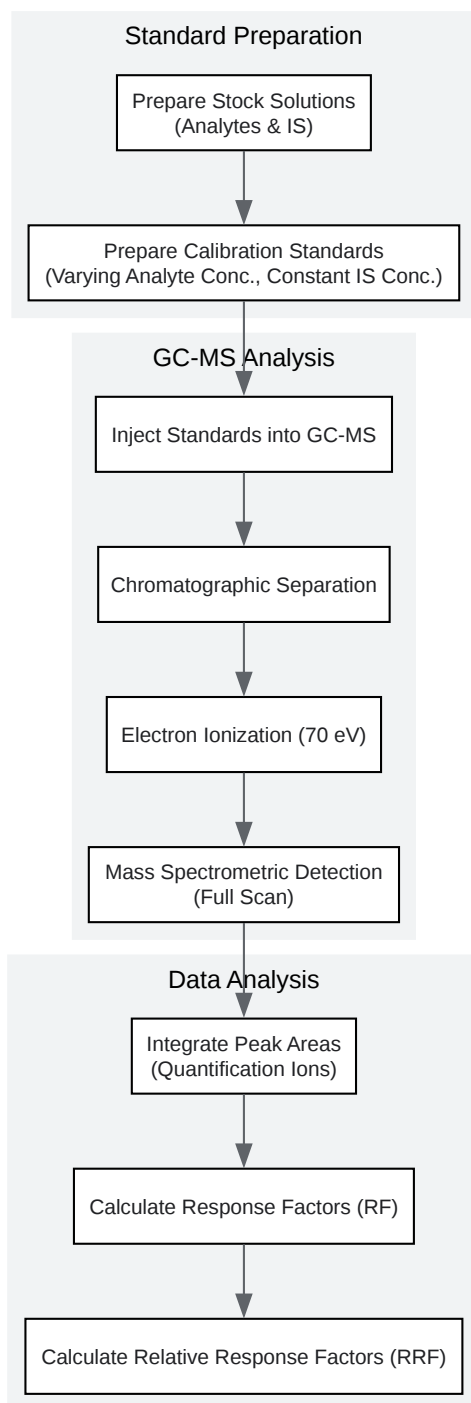 Standard Preparation
Prepare Stock Solutions
(Analytes & IS)
Prepare Calibration Standards
(Varying Analyte Conc., Constant IS Conc.)
GC-MS Analysis
Inject Standards into GC-MS
Chromatographic Separation
Electron Ionization (70 eV)
Mass Spectrometric Detection
(Full Scan)
Data Analysis
Integrate Peak Areas
(Quantification Ions)
Calculate Response Factors (RF)
Calculate Relative Response Factors (RRF)